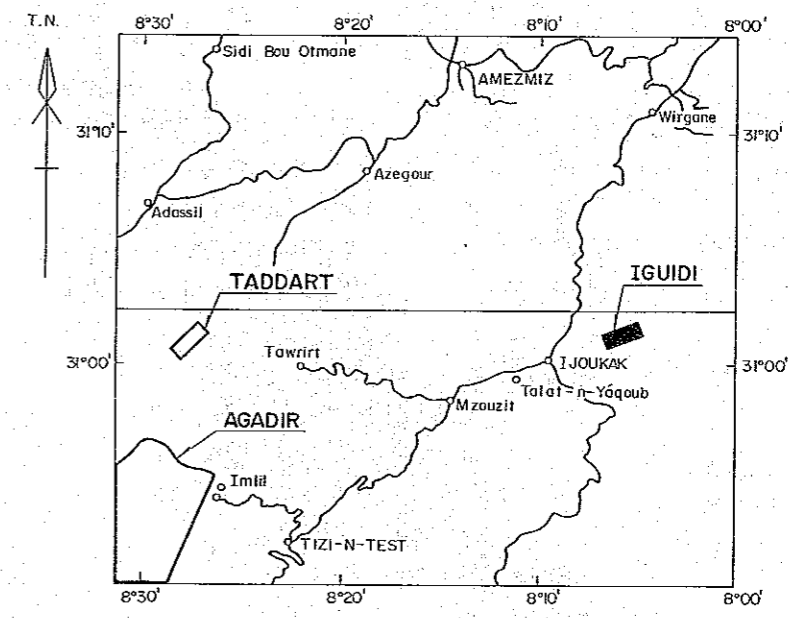 T.N.
8°30' 8°20' 8°10' 8°00'
Sidi Bou Otmane
AMEZMIZ
Wirgane
31°10' 31°10'
Azegour
Adassil
TADDART
IGUIDI
Tawrirt
IJOUKAK
31°00' 31°00'
Talat-n-Yáqoub
Mzouzit
AGADIR
Imlil
TIZI-N-TEST
8°30' 8°20' 8°10' 8°00'